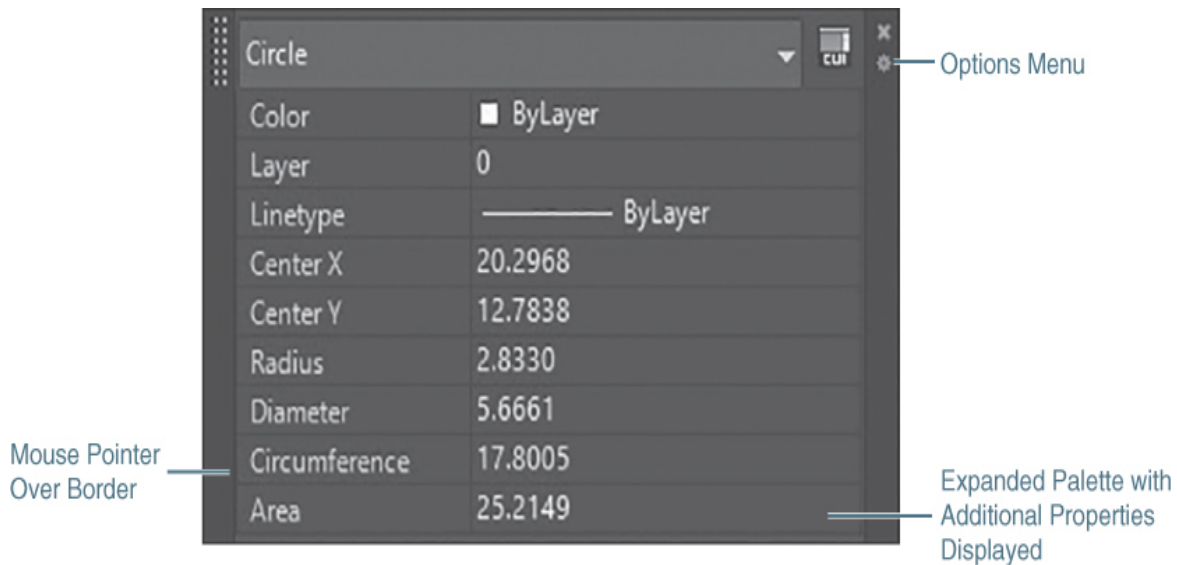 Circle
CUI
Options Menu
Color ByLayer
Layer 0
Linetype ByLayer
Center X 20.2968
Center Y 12.7838
Radius 2.8330
Diameter 5.6661
Circumference 17.8005
Area 25.2149
Mouse Pointer
Over Border
Expanded Palette with
Additional Properties
Displayed